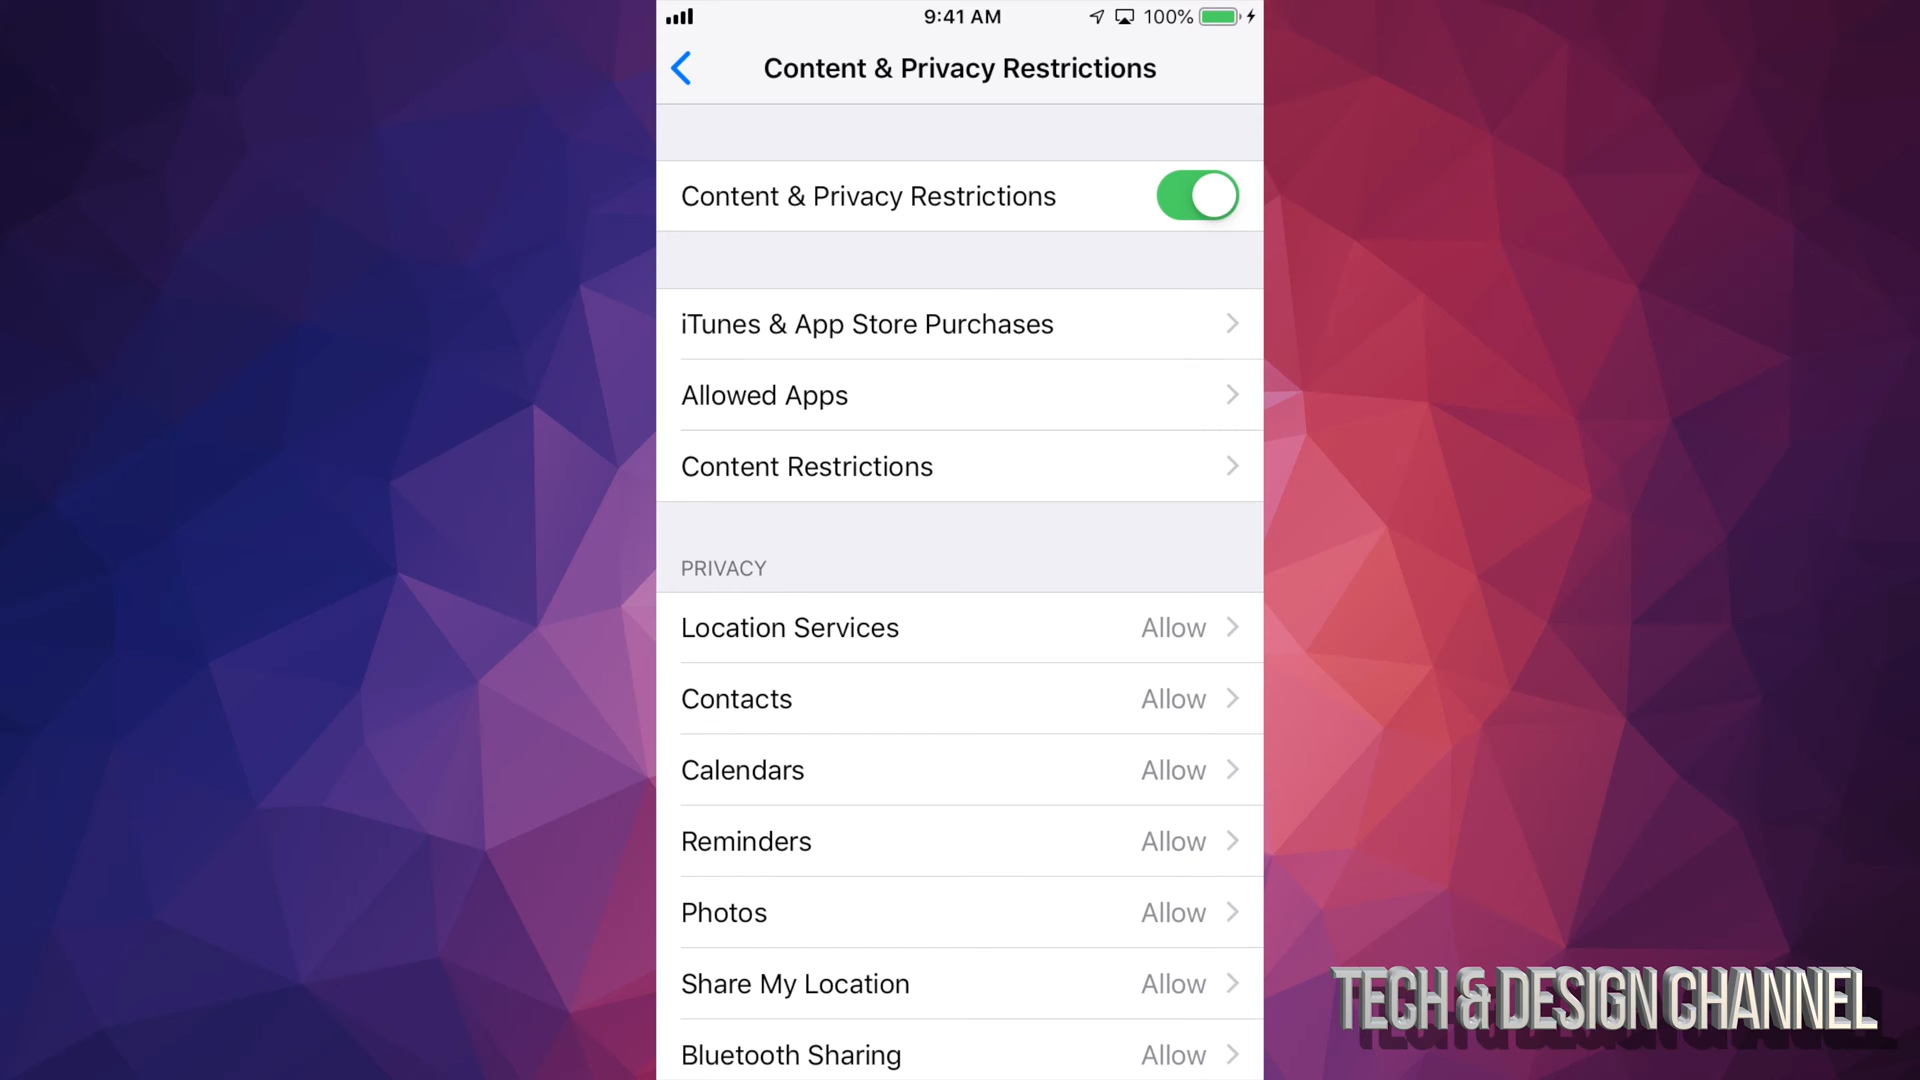 9:41 AM
100%
Content & Privacy Restrictions
Content & Privacy Restrictions
iTunes & App Store Purchases
Allowed Apps
Content Restrictions
PRIVACY
Location Services Allow
Contacts Allow
Calendars Allow
Reminders Allow
Photos Allow
Share My Location Allow
Bluetooth Sharing Allow
TECH & DESIGN CHANNEL